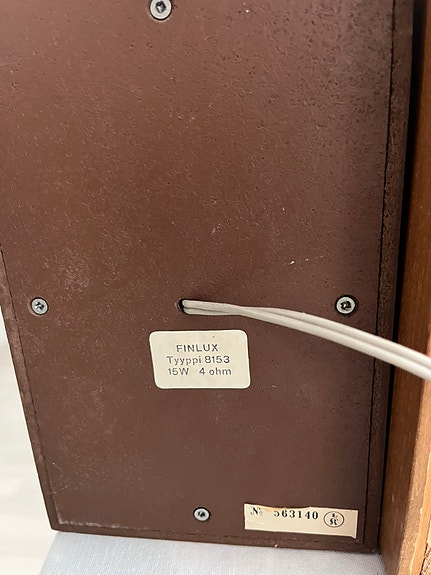 FINLUX
Tyyppi 8153
15W 4 ohm
№ 563140